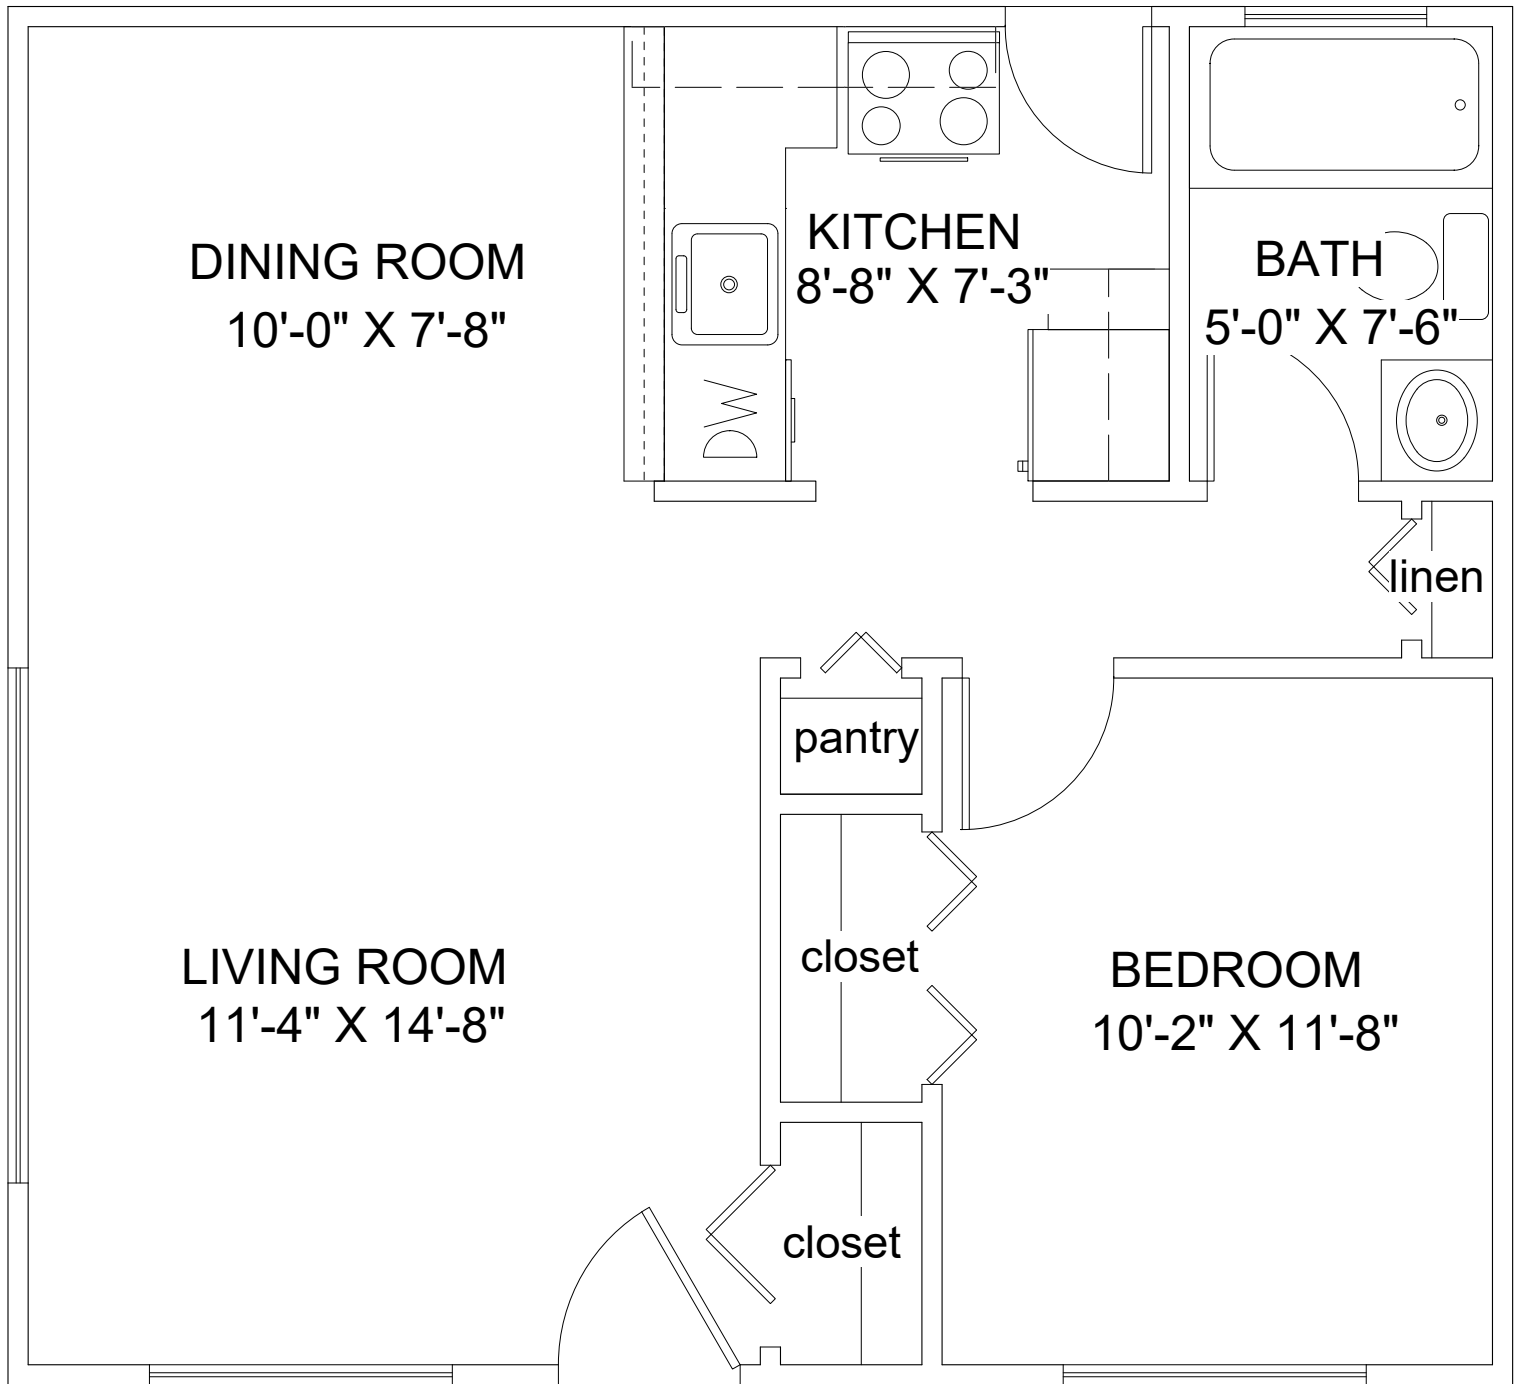 KITCHEN
8'-8" X 7'-3"
DINING ROOM
10'-0" X 7'-8"
BATH
5'-0" X 7'-6"
DW
linen
pantry
closet
LIVING ROOM
11'-4" X 14'-8"
BEDROOM
10'-2" X 11'-8"
closet